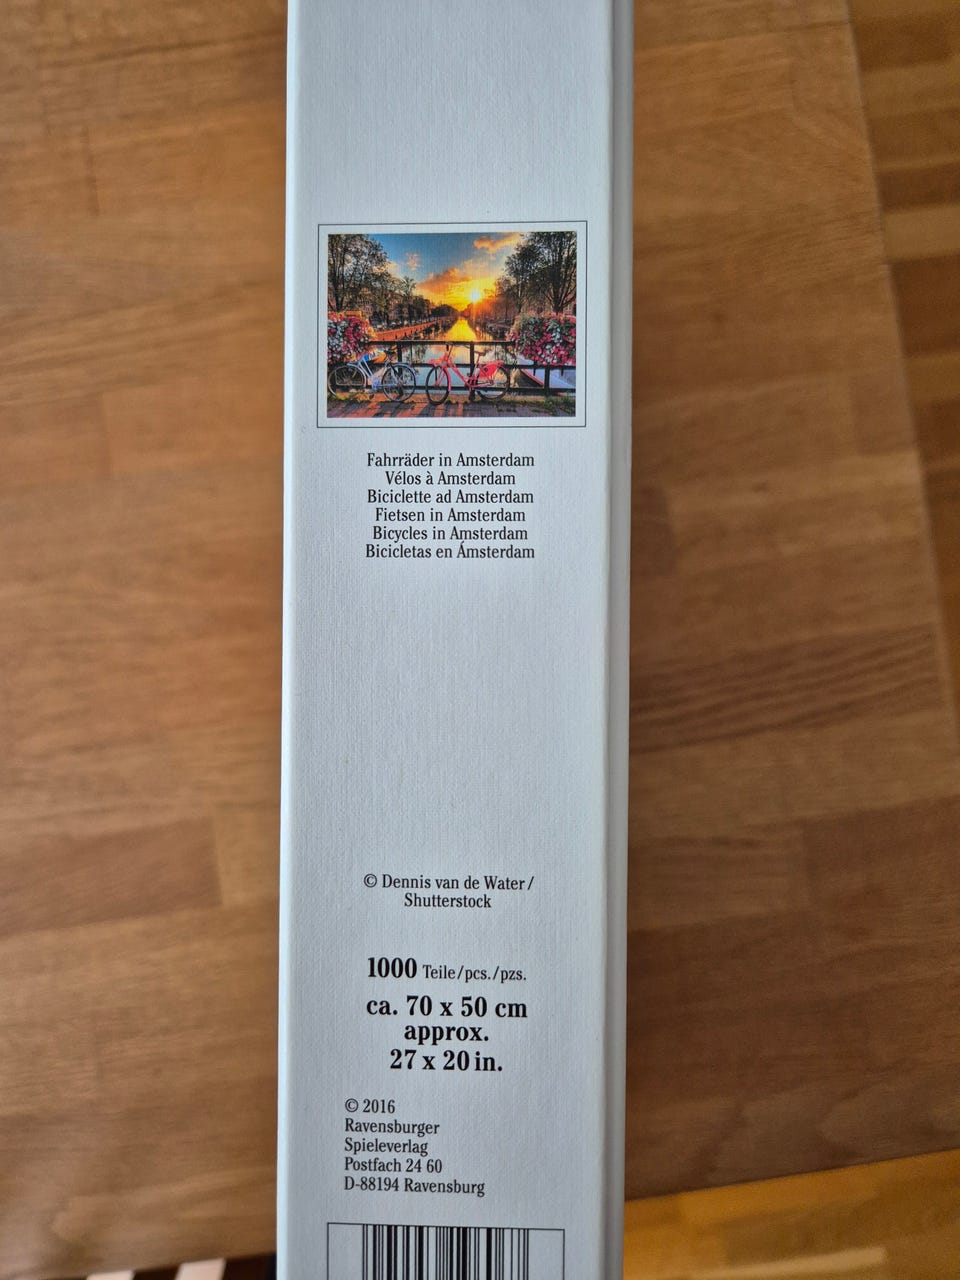 Fahrräder in Amsterdam
Vélos à Amsterdam
Biciclette ad Amsterdam
Fietsen in Amsterdam
Bicycles in Amsterdam
Bicicletas en Ámsterdam
© Dennis van de Water /
Shutterstock
1000 Teile/pcs./pzs.
ca. 70 x 50 cm
approx.
27 x 20 in.
© 2016
Ravensburger
Spieleverlag
Postfach 24 60
D-88194 Ravensburg